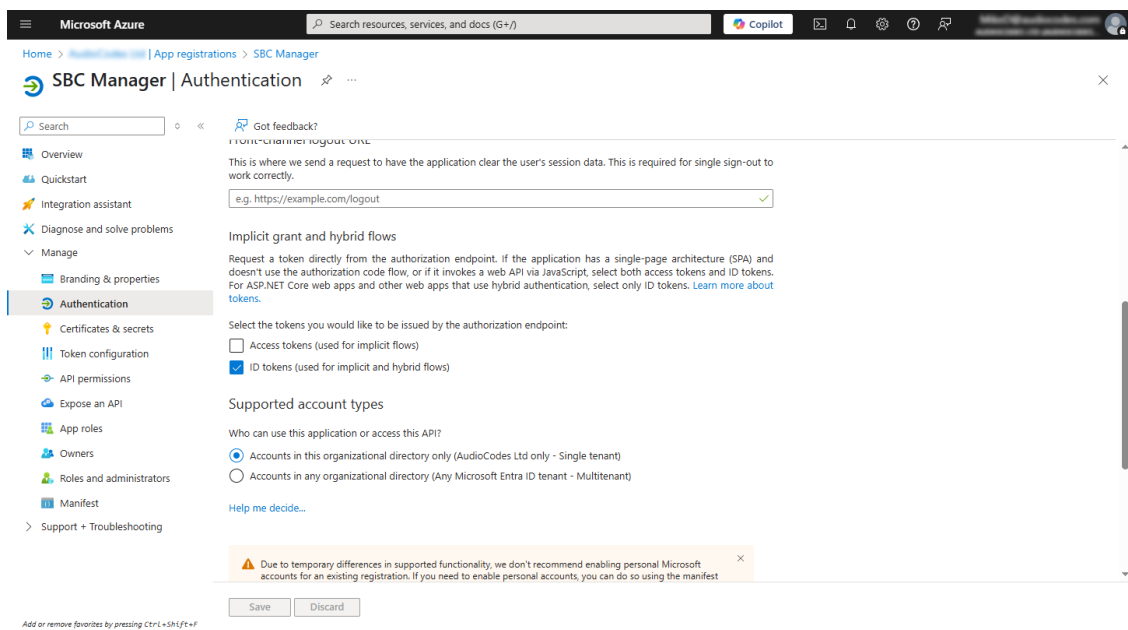 Microsoft Azure
Search resources, services, and docs (G+/)
Copilot
Home > | App registrations > SBC Manager
SBC Manager | Authentication
Search
Got feedback?
Overview
Quickstart
Integration assistant
Diagnose and solve problems
Manage
Branding & properties
Authentication
Certificates & secrets
Token configuration
API permissions
Expose an API
App roles
Owners
Roles and administrators
Manifest
Support + Troubleshooting
Add or remove favorites by pressing Ctrl+Shift+F
Front-channel logout URL
This is where we send a request to have the application clear the user's session data. This is required for single sign-out to
work correctly.
e.g. https://example.com/logout
Implicit grant and hybrid flows
Request a token directly from the authorization endpoint. If the application has a single-page architecture (SPA) and
doesn't use the authorization code flow, or if it invokes a web API via JavaScript, select both access tokens and ID tokens.
For ASP.NET Core web apps and other web apps that use hybrid authentication, select only ID tokens. Learn more about
tokens.
Select the tokens you would like to be issued by the authorization endpoint:
Access tokens (used for implicit flows)
ID tokens (used for implicit and hybrid flows)
Supported account types
Who can use this application or access this API?
Accounts in this organizational directory only (AudioCodes Ltd only - Single tenant)
Accounts in any organizational directory (Any Microsoft Entra ID tenant - Multitenant)
Help me decide...
Due to temporary differences in supported functionality, we don't recommend enabling personal Microsoft
accounts for an existing registration. If you need to enable personal accounts, you can do so using the manifest
Save
Discard